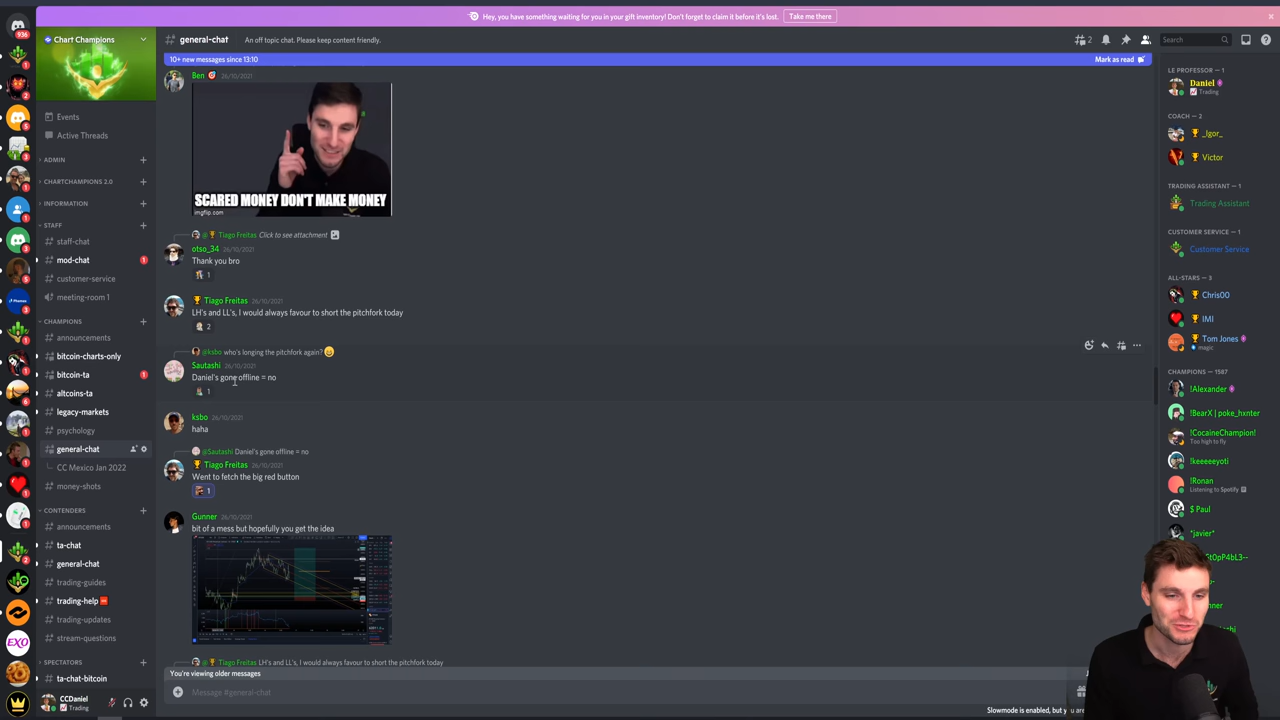 Hey, you have something waiting for you in your gift inventory! Don't forget to claim it before it's lost.
Take me there
936
Chart Champions
general-chat
An off topic chat. Please keep content friendly.
2
Search
10+ new messages since 13:10
Mark as read
Events
Active Threads
ADMIN
CHARTCHAMPIONS 2.0
INFORMATION
STAFF
staff-chat
mod-chat
1
customer-service
meeting-room 1
CHAMPIONS
announcements
bitcoin-charts-only
bitcoin-ta
1
altcoins-ta
legacy-markets
psychology
general-chat
CC Mexico Jan 2022
money-shots
CONTENDERS
announcements
ta-chat
general-chat
trading-guides
trading-help
trading-updates
stream-questions
SPECTATORS
ta-chat-bitcoin
CCDaniel
Trading
Ben 26/10/2021
SCARED MONEY DON'T MAKE MONEY
imgflip.com
@ Tiago Freitas Click to see attachment
otso_34 26/10/2021
Thank you bro
1
Tiago Freitas 26/10/2021
LH's and LL's, I would always favour to short the pitchfork today
2
@ksbo who's longing the pitchfork again?
Sautashi 26/10/2021
Daniel's gone offline = no
1
ksbo 26/10/2021
haha
@Sautashi Daniel's gone offline = no
Tiago Freitas 26/10/2021
Went to fetch the big red button
1
Gunner 26/10/2021
bit of a mess but hopefully you get the idea
@ Tiago Freitas LH's and LL's, I would always favour to short the pitchfork today
You're viewing older messages
Message #general-chat
Slowmode is enabled, but you are
LE PROFESSOR — 1
Daniel
Trading
COACH — 2
_Igor_
Victor
TRADING ASSISTANT — 1
Trading Assistant
CUSTOMER SERVICE — 1
Customer Service
ALL-STARS — 3
Chris00
IMI
Tom Jones
magic
CHAMPIONS — 1587
!Alexander
!BearX | poke_hxnter
!CocaineChampion!
Too high to fly
!keeeeeyoti
!Ronan
Listening to Spotify
$ Paul
*javier*
EXO